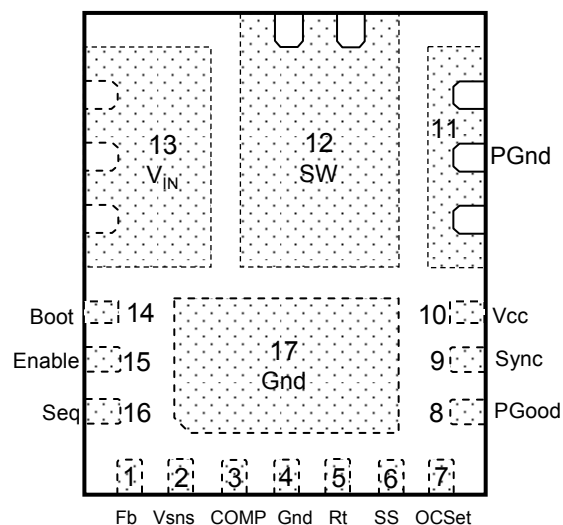 13
V_IN
12
SW
11
PGnd
Boot 14
10 Vcc
Enable 15
17
Gnd
9 Sync
Seq 16
8 PGood
1 2 3 4 5 6 7
Fb Vsns COMP Gnd Rt SS OCSet